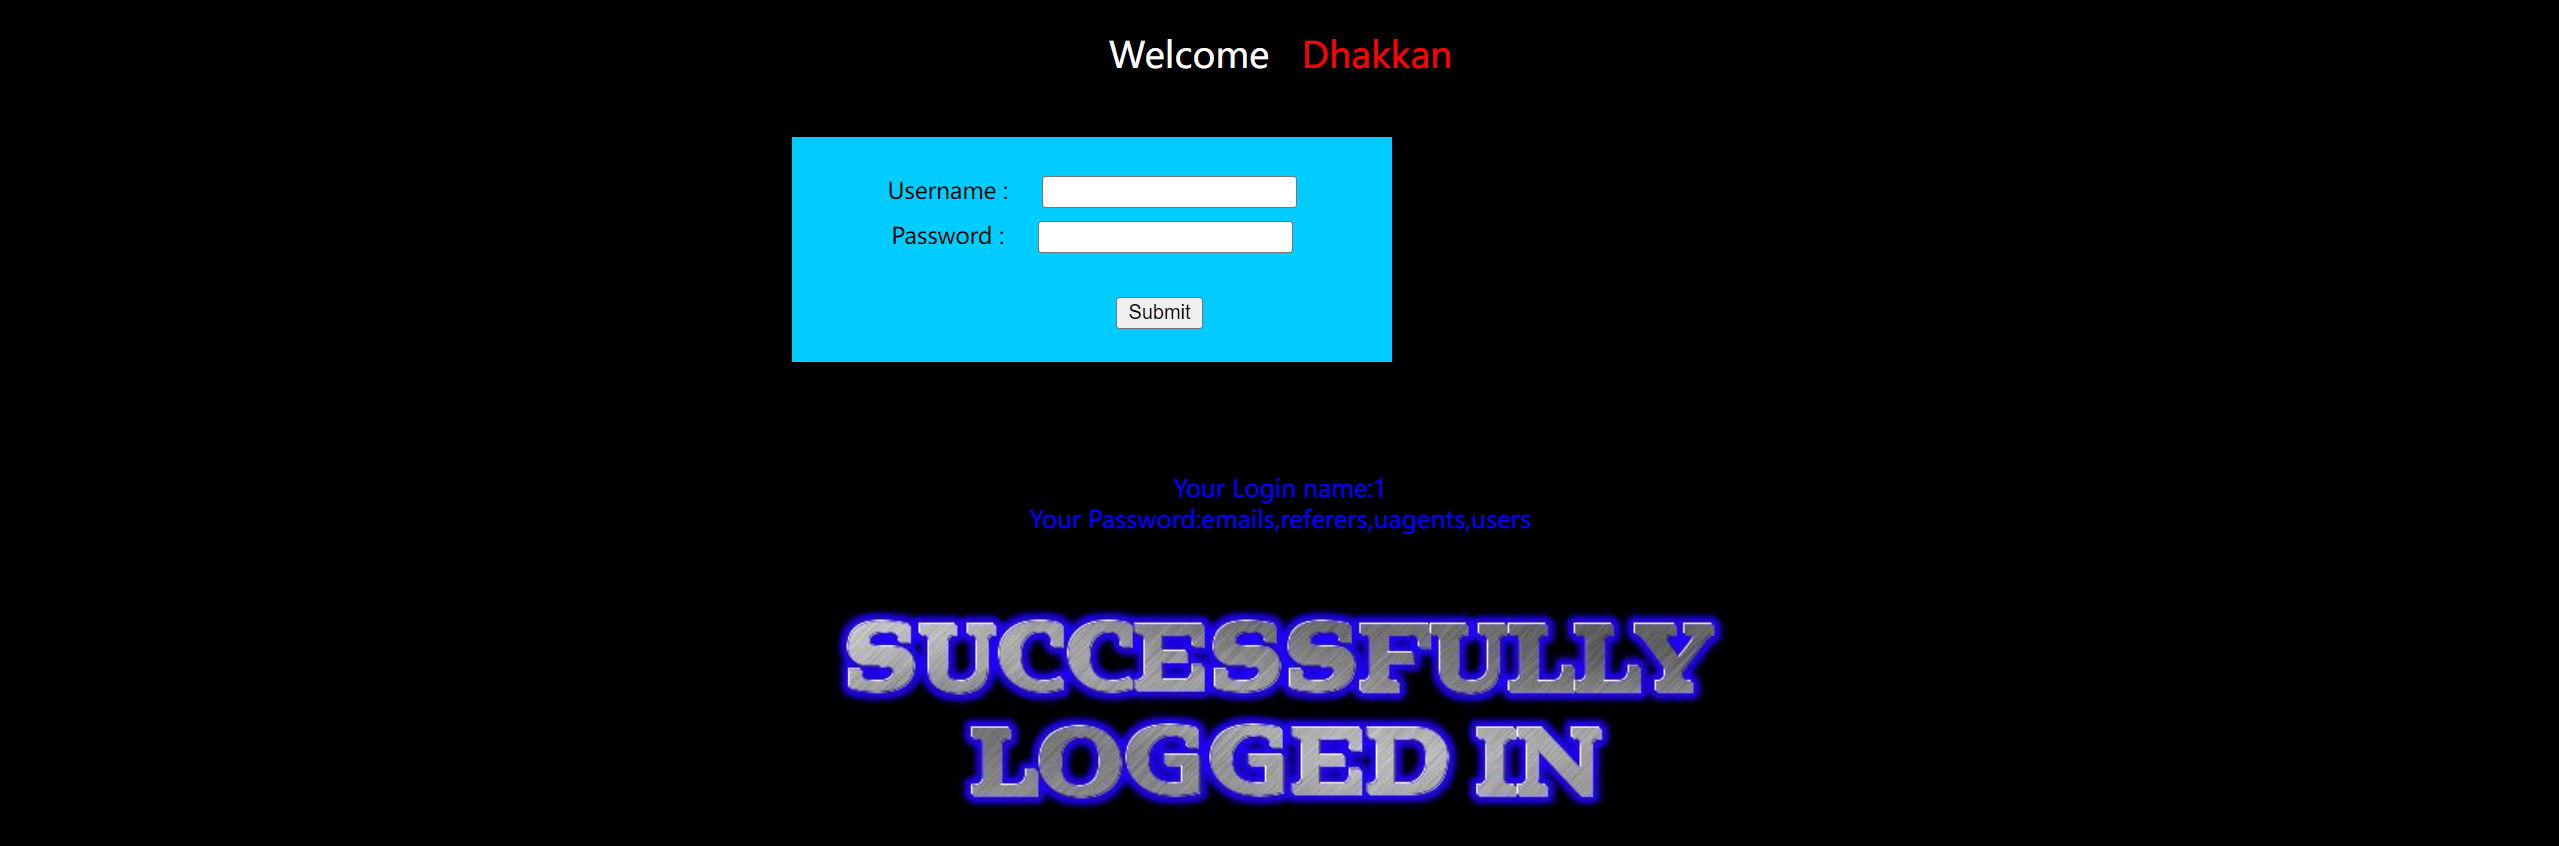 Welcome Dhakkan
Username :
Password :
Submit
Your Login name:1
Your Password:emails,referers,uagents,users
SUCCESSFULLY
LOGGED IN